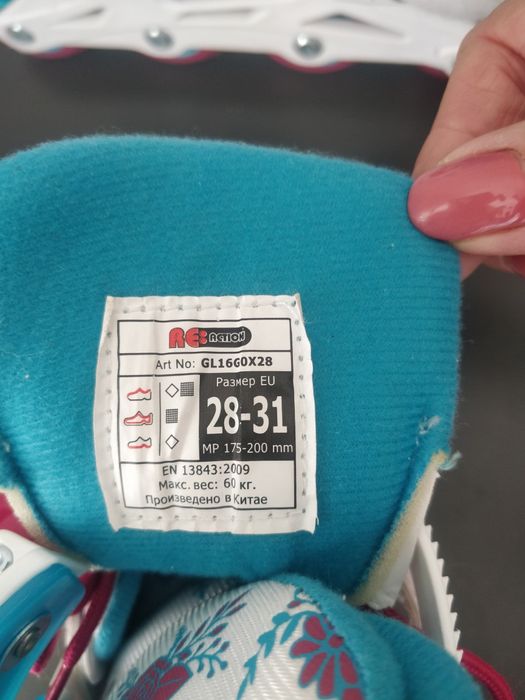 RE:ACTION
Art No: GL16G0X28
Размер EU
28-31
MP 175-200 mm
EN 13843:2009
Макс. вес: 60 кг.
Произведено в Китае